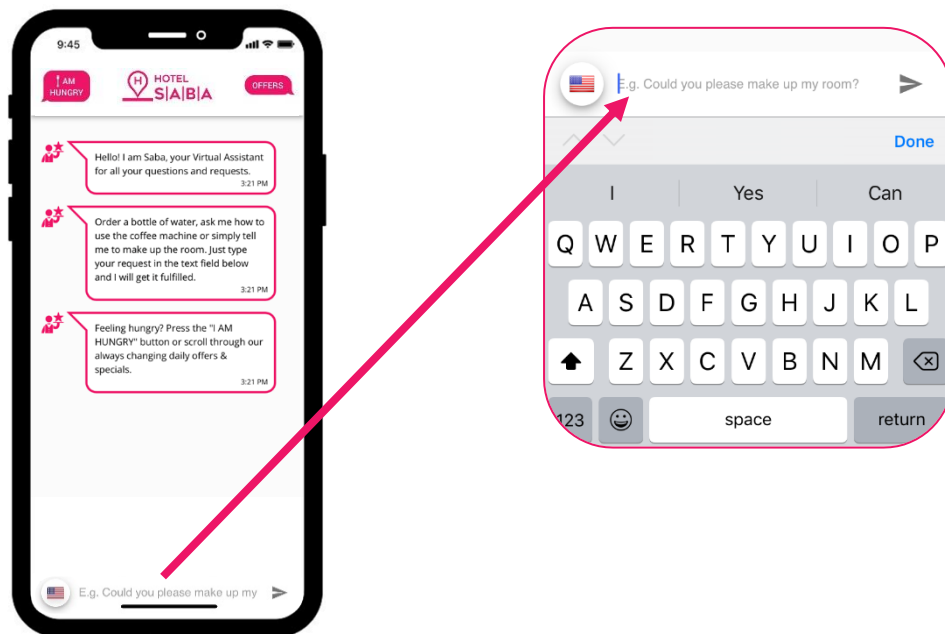 9:45
I AM
HUNGRY
H
HOTEL
S|A|B|A
OFFERS
Hello! I am Saba, your Virtual Assistant
for all your questions and requests.
3:21 PM
Order a bottle of water, ask me how to
use the coffee machine or simply tell
me to make up the room. Just type
your request in the text field below
and I will get it fulfilled.
3:21 PM
Feeling hungry? Press the "I AM
HUNGRY" button or scroll through our
always changing daily offers &
specials.
3:21 PM
E.g. Could you please make up my
E.g. Could you please make up my room?
Done
I Yes Can
Q W E R T Y U I O P
A S D F G H J K L
Z X C V B N M
123 space return